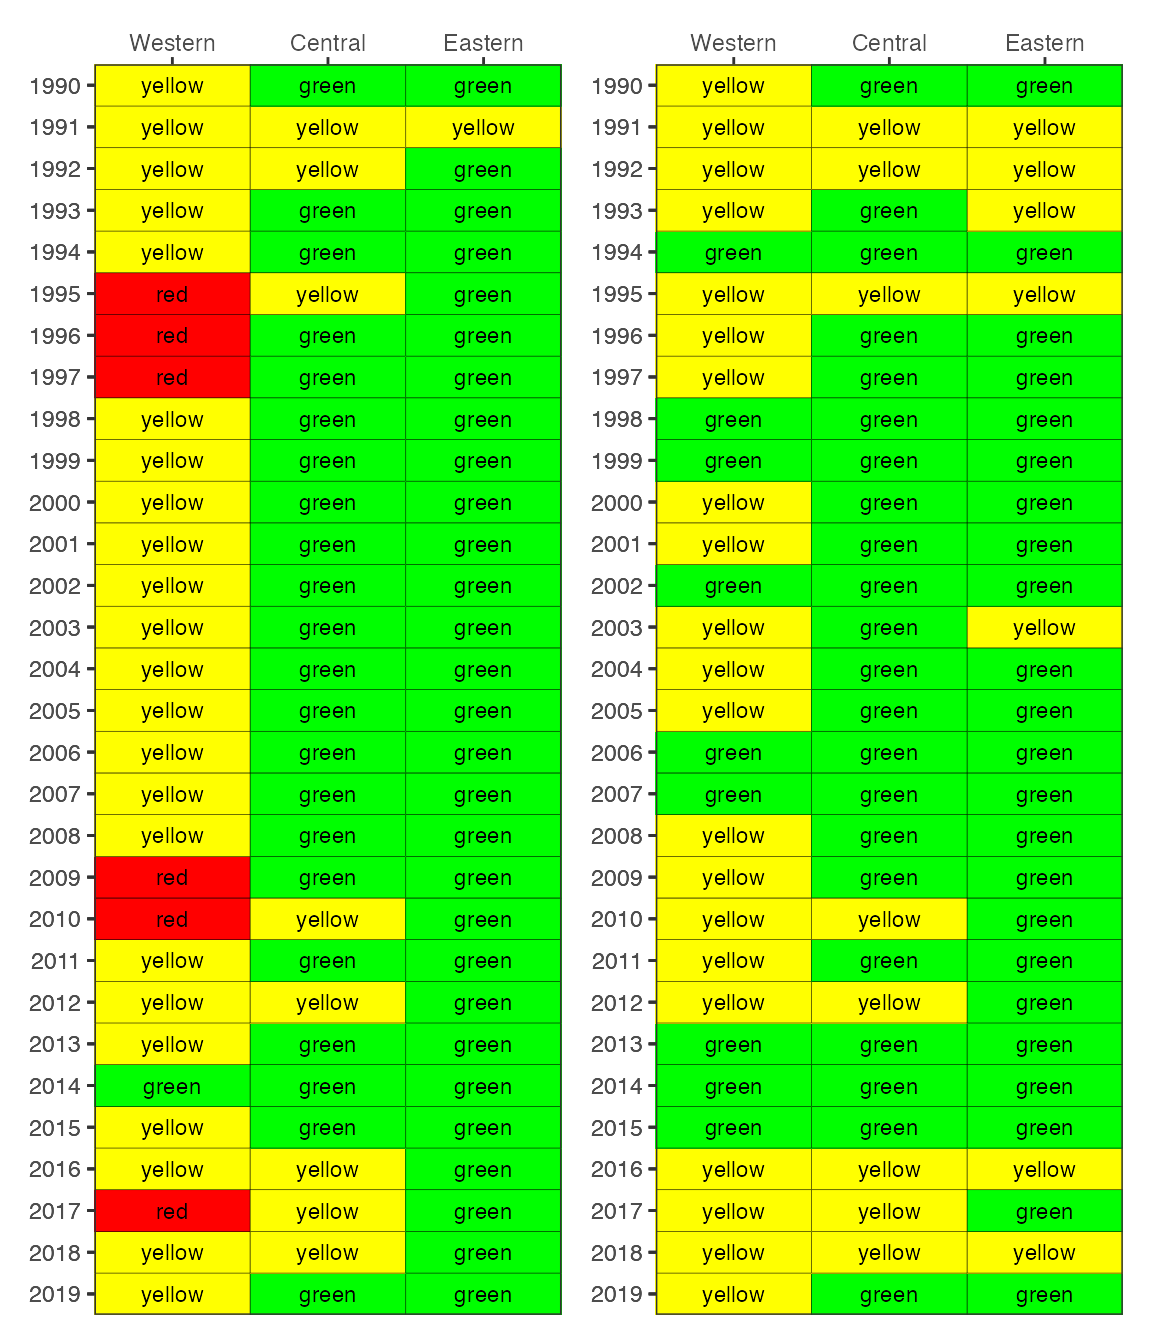 Western Central Eastern Western Central Eastern
1990 yellow green green 1990 yellow green green
1991 yellow yellow yellow 1991 yellow yellow yellow
1992 yellow yellow green 1992 yellow yellow yellow
1993 yellow green green 1993 yellow green yellow
1994 yellow green green 1994 green green green
1995 red yellow green 1995 yellow yellow yellow
1996 red green green 1996 yellow green green
1997 red green green 1997 yellow green green
1998 yellow green green 1998 green green green
1999 yellow green green 1999 green green green
2000 yellow green green 2000 yellow green green
2001 yellow green green 2001 yellow green green
2002 yellow green green 2002 green green green
2003 yellow green green 2003 yellow green yellow
2004 yellow green green 2004 yellow green green
2005 yellow green green 2005 yellow green green
2006 yellow green green 2006 green green green
2007 yellow green green 2007 green green green
2008 yellow green green 2008 yellow green green
2009 red green green 2009 yellow green green
2010 red yellow green 2010 yellow yellow green
2011 yellow green green 2011 yellow green green
2012 yellow yellow green 2012 yellow yellow green
2013 yellow green green 2013 green green green
2014 green green green 2014 green green green
2015 yellow green green 2015 green green green
2016 yellow yellow green 2016 yellow yellow yellow
2017 red yellow green 2017 yellow yellow green
2018 yellow yellow green 2018 yellow yellow yellow
2019 yellow green green 2019 yellow green green